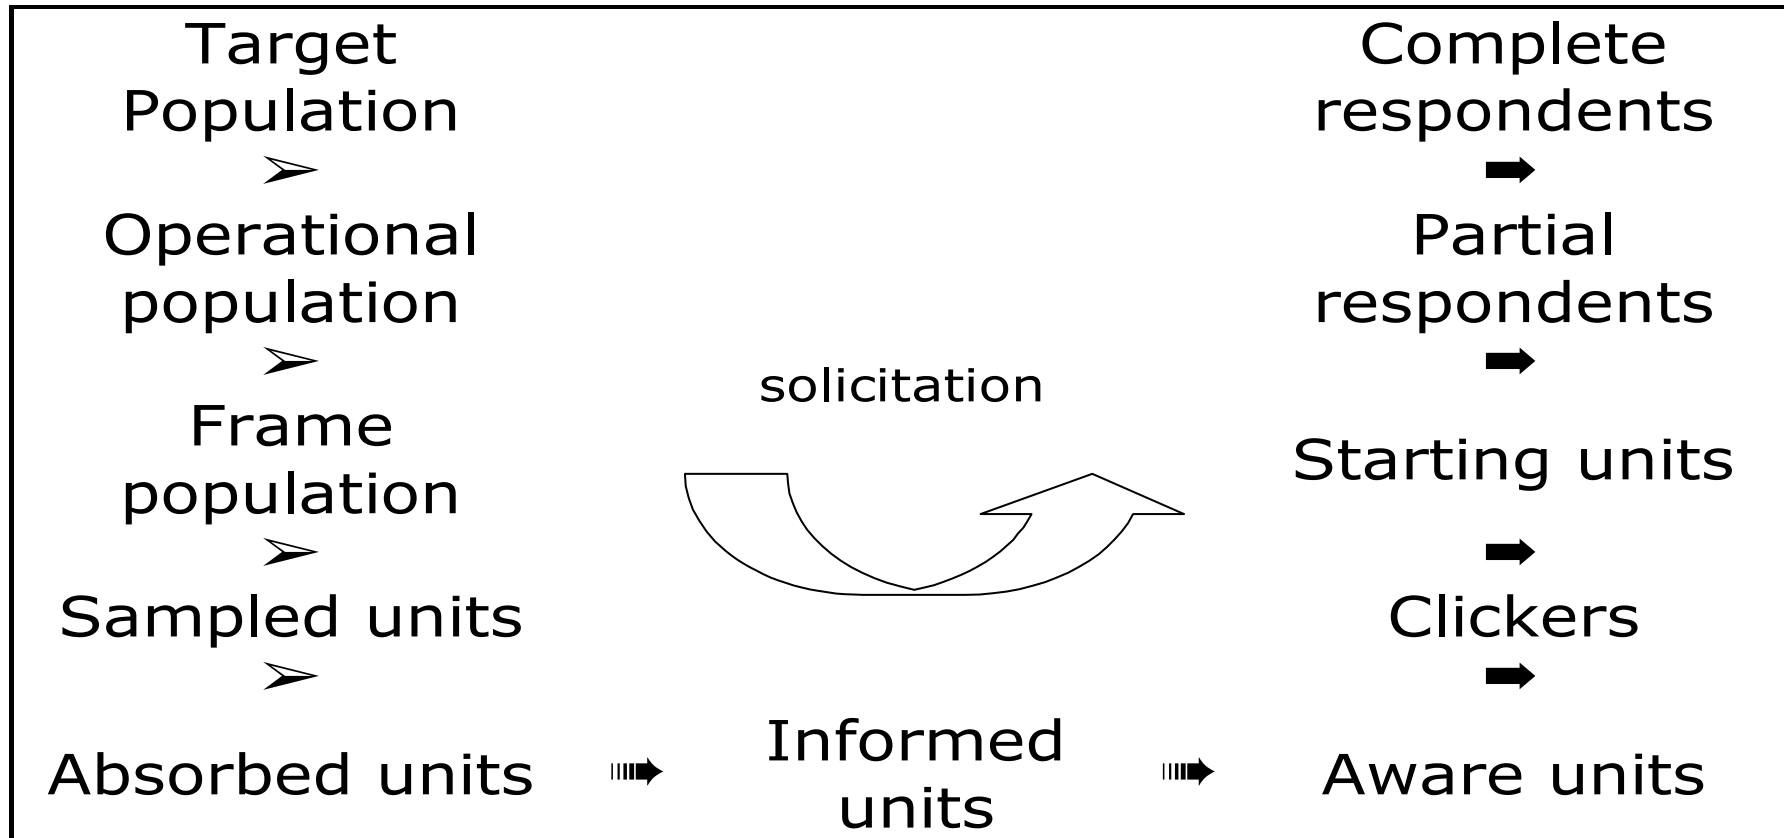 Target
Population
Operational
population
Frame
population
Sampled units
Absorbed units
solicitation
Informed
units
Complete
respondents
Partial
respondents
Starting units
Clickers
Aware units